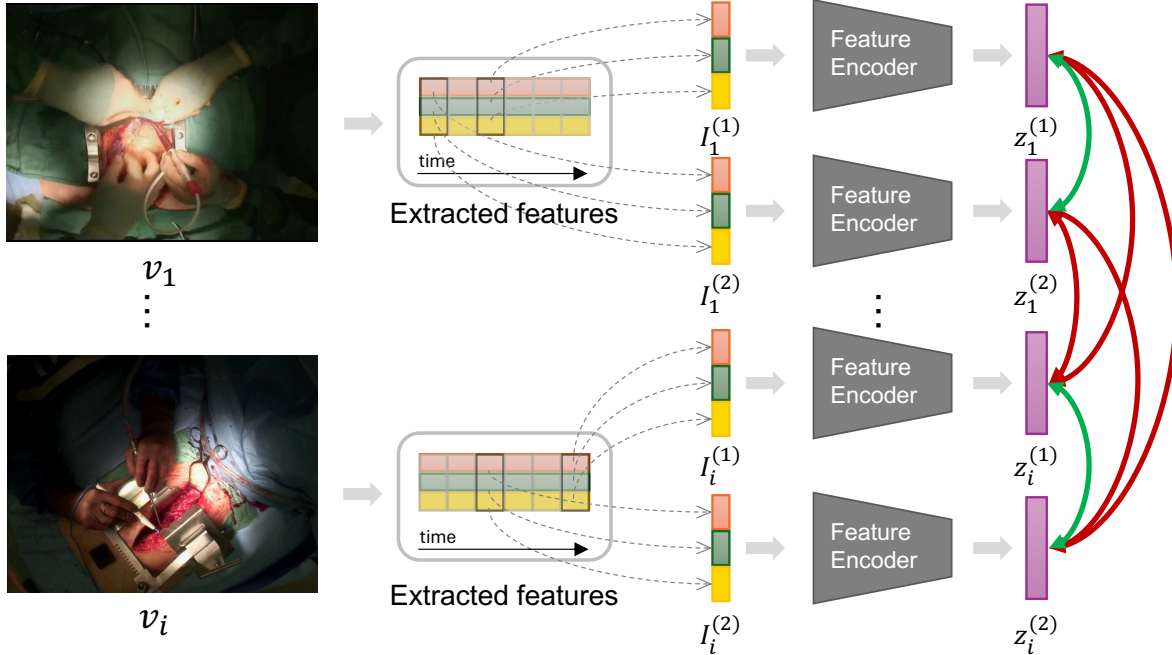 v₁
⋮
time
Extracted features
I₁⁽¹⁾
Feature
Encoder
z₁⁽¹⁾
I₁⁽²⁾
Feature
Encoder
z₁⁽²⁾
⋮
vᵢ
time
Extracted features
Iᵢ⁽¹⁾
Feature
Encoder
zᵢ⁽¹⁾
Iᵢ⁽²⁾
Feature
Encoder
zᵢ⁽²⁾